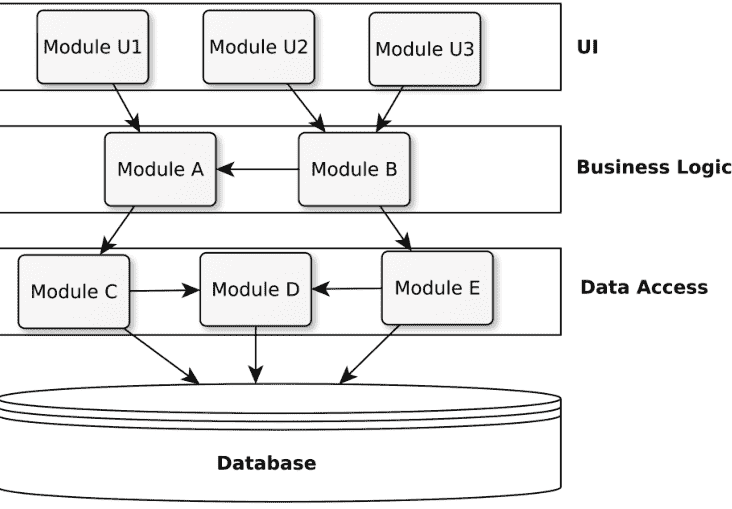 Module U1
Module U2
Module U3
UI
Module A
Module B
Business Logic
Module C
Module D
Module E
Data Access
Database